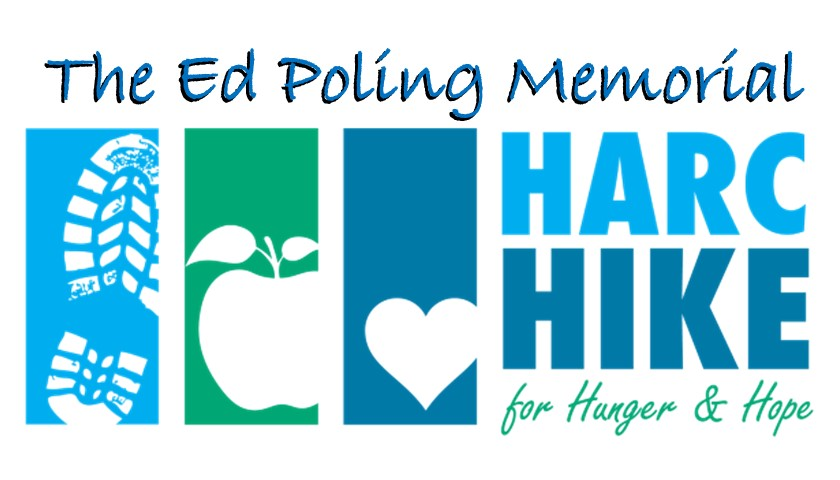 The Ed Poling Memorial
HARC
HIKE
for Hunger & Hope